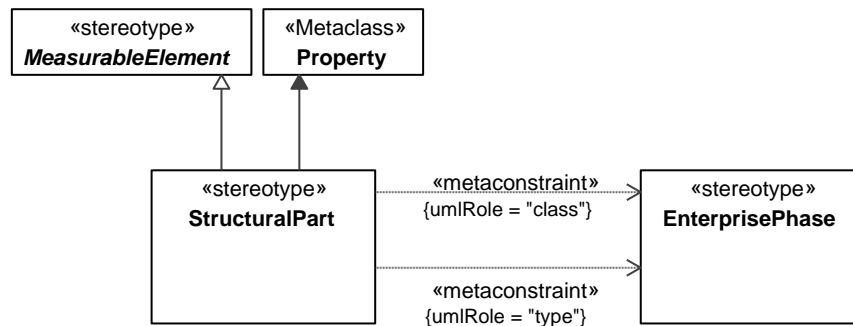 «stereotype»
MeasurableElement
«Metaclass»
Property
«stereotype»
StructuralPart
«metaconstraint»
{umlRole = "class"}
«stereotype»
EnterprisePhase
«metaconstraint»
{umlRole = "type"}